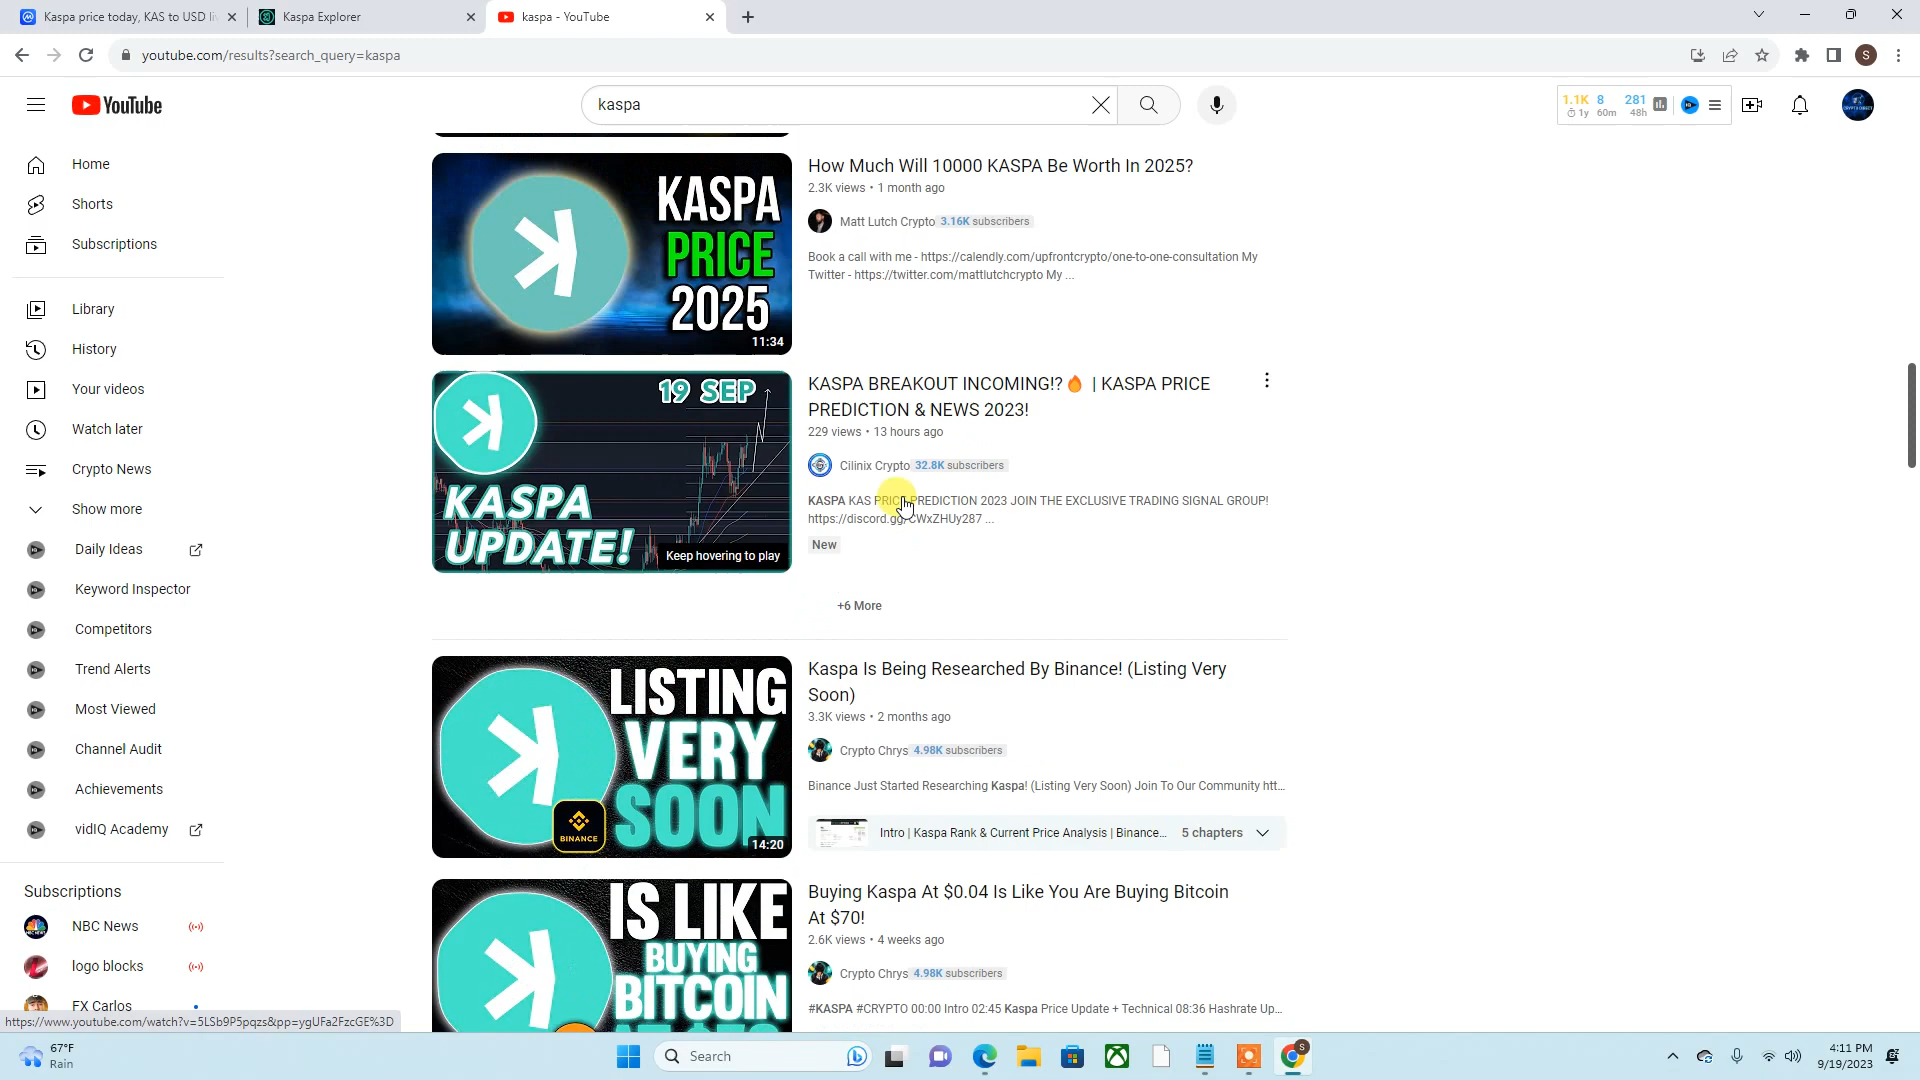 Kaspa price today, KAS to USD li
Kaspa Explorer
kaspa - YouTube
youtube.com/results?search_query=kaspa
S
YouTube
kaspa
1.1K 8 281
1y 60m 48h
Home
Shorts
Subscriptions
Library
History
Your videos
Watch later
Crypto News
Show more
Daily Ideas
Keyword Inspector
Competitors
Trend Alerts
Most Viewed
Channel Audit
Achievements
vidIQ Academy
Subscriptions
NBC News
logo blocks
FX Carlos
KASPA
PRICE
2025
11:34
How Much Will 10000 KASPA Be Worth In 2025?
2.3K views • 1 month ago
Matt Lutch Crypto 3.16K subscribers
Book a call with me - https://calendly.com/upfrontcrypto/one-to-one-consultation My
Twitter - https://twitter.com/mattlutchcrypto My ...
19 SEP
KASPA
UPDATE!
Keep hovering to play
KASPA BREAKOUT INCOMING!?🔥 | KASPA PRICE
PREDICTION & NEWS 2023!
229 views • 13 hours ago
Cilinix Crypto 32.8K subscribers
KASPA KAS PRICE PREDICTION 2023 JOIN THE EXCLUSIVE TRADING SIGNAL GROUP!
https://discord.gg/CWxZHUy287 ...
New
+6 More
LISTING
VERY
SOON
BINANCE
14:20
Kaspa Is Being Researched By Binance! (Listing Very
Soon)
3.3K views • 2 months ago
Crypto Chrys 4.98K subscribers
Binance Just Started Researching Kaspa! (Listing Very Soon) Join To Our Community htt...
Intro | Kaspa Rank & Current Price Analysis | Binance... 5 chapters
IS LIKE
BUYING
BITCOIN
Buying Kaspa At $0.04 Is Like You Are Buying Bitcoin
At $70!
2.6K views • 4 weeks ago
Crypto Chrys 4.98K subscribers
#KASPA #CRYPTO 00:00 Intro 02:45 Kaspa Price Update + Technical 08:36 Hashrate Up...
https://www.youtube.com/watch?v=5LSb9P5pqzs&pp=ygUFa2FzcGE%3D
67°F
Rain
Search
S
4:11 PM
9/19/2023